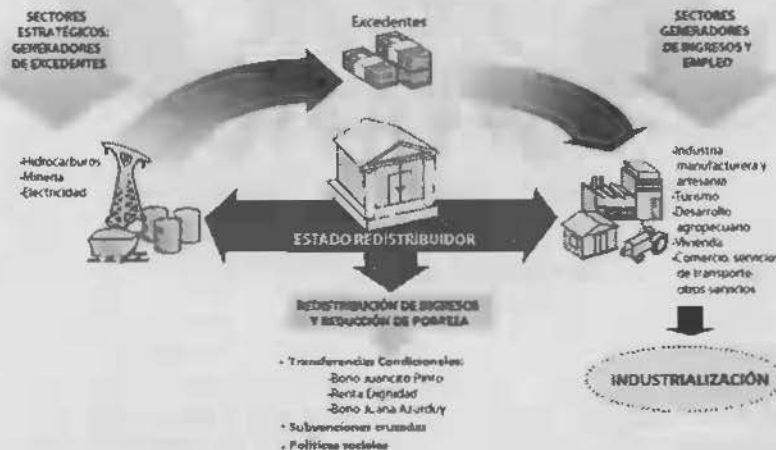 SECTORES
ESTRATÉGICOS:
GENERADORES
DE EXCEDENTES
Excedentes
SECTORES
GENERADORES
DE INGRESOS Y
EMPLEO
-Hidrocarburos
-Minería
-Electricidad
-Industria
manufacturera y
artesanía
-Turismo
-Desarrollo
agropecuario
-Vivienda
-Comercio, servicios
de transporte
otros servicios
ESTADO REDISTRIBUIDOR
REDISTRIBUCIÓN DE INGRESOS
Y REDUCCIÓN DE POBREZA
• Transferencias Condicionales:
-Bono Juancito Pinto
-Renta Dignidad
-Bono Juana Azurduy
• Subvenciones cruzadas
• Políticas sociales
INDUSTRIALIZACIÓN